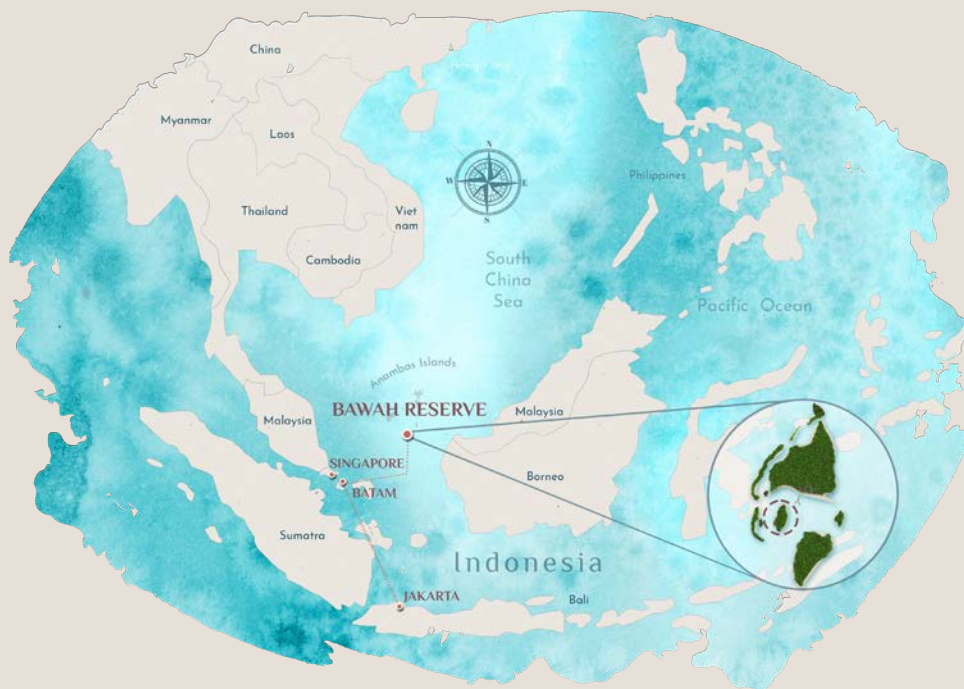 China
Myanmar
Laos
Thailand
Viet
nam
Cambodia
N
W
E
S
Philippines
South
China
Sea
Pacific Ocean
Anambas Islands
BAWAH RESERVE
Malaysia
Malaysia
SINGAPORE
BATAM
Borneo
Sumatra
Indonesia
JAKARTA
Bali